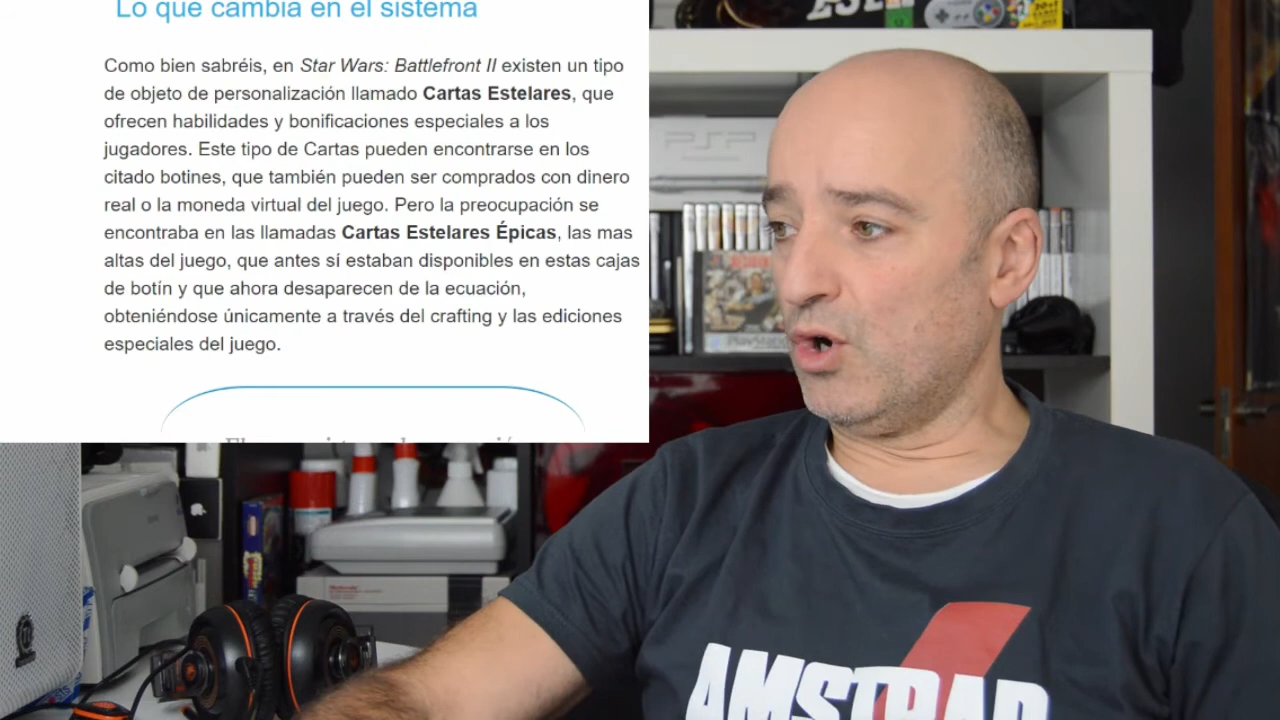 Lo que cambia en el sistema
Como bien sabréis, en Star Wars: Battlefront II existen un tipo
de objeto de personalización llamado Cartas Estelares, que
ofrecen habilidades y bonificaciones especiales a los
jugadores. Este tipo de Cartas pueden encontrarse en los
citado botines, que también pueden ser comprados con dinero
real o la moneda virtual del juego. Pero la preocupación se
encontraba en las llamadas Cartas Estelares Épicas, las mas
altas del juego, que antes sí estaban disponibles en estas cajas
de botín y que ahora desaparecen de la ecuación,
obteniéndose únicamente a través del crafting y las ediciones
especiales del juego.
PSP
PlayStation
Nintendo
AMSTRAD